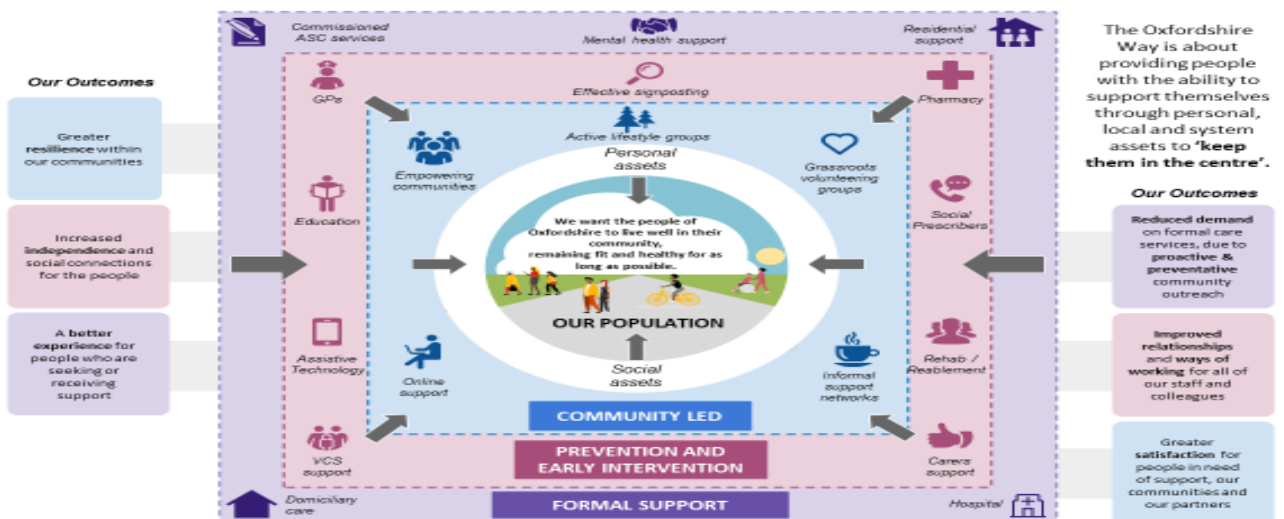 Our Outcomes
Greater
resilience within
our communities
Increased
independence and
social connections
for the people
A better
experience for
people who are
seeking or
receiving
support
Commissioned
ASC services
Mental health support
Residential
support
GPs
Effective signposting
Pharmacy
Education
Social
Prescribers
Assistive
Technology
Rehab /
Reablement
VCS
support
Carers
support
Domiciliary
care
Hospital
Empowering
communities
Active lifestyle groups
Grassroots
volunteering
groups
Online
support
Informal
support
networks
Personal
assets
We want the people of
Oxfordshire to live well in their
community,
remaining fit and healthy for as
long as possible.
OUR POPULATION
Social
assets
COMMUNITY LED
PREVENTION AND
EARLY INTERVENTION
FORMAL SUPPORT
The Oxfordshire
Way is about
providing people
with the ability to
support themselves
through personal,
local and system
assets to ‘keep
them in the centre’.
Our Outcomes
Reduced demand
on formal care
services, due to
proactive &
preventative
community
outreach
Improved
relationships
and ways of
working for all of
our staff and
colleagues
Greater
satisfaction for
people in need
of support, our
communities and
our partners